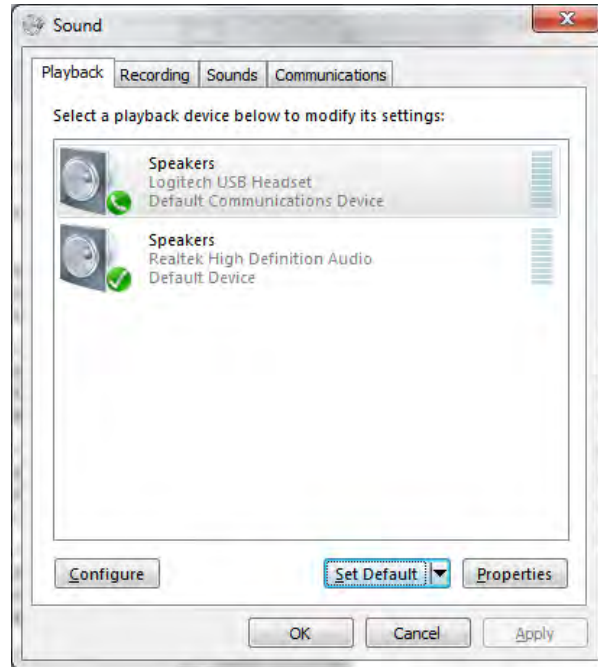 Sound
Playback Recording Sounds Communications
Select a playback device below to modify its settings:
Speakers
Logitech USB Headset
Default Communications Device
Speakers
Realtek High Definition Audio
Default Device
Configure Set Default Properties
OK Cancel Apply